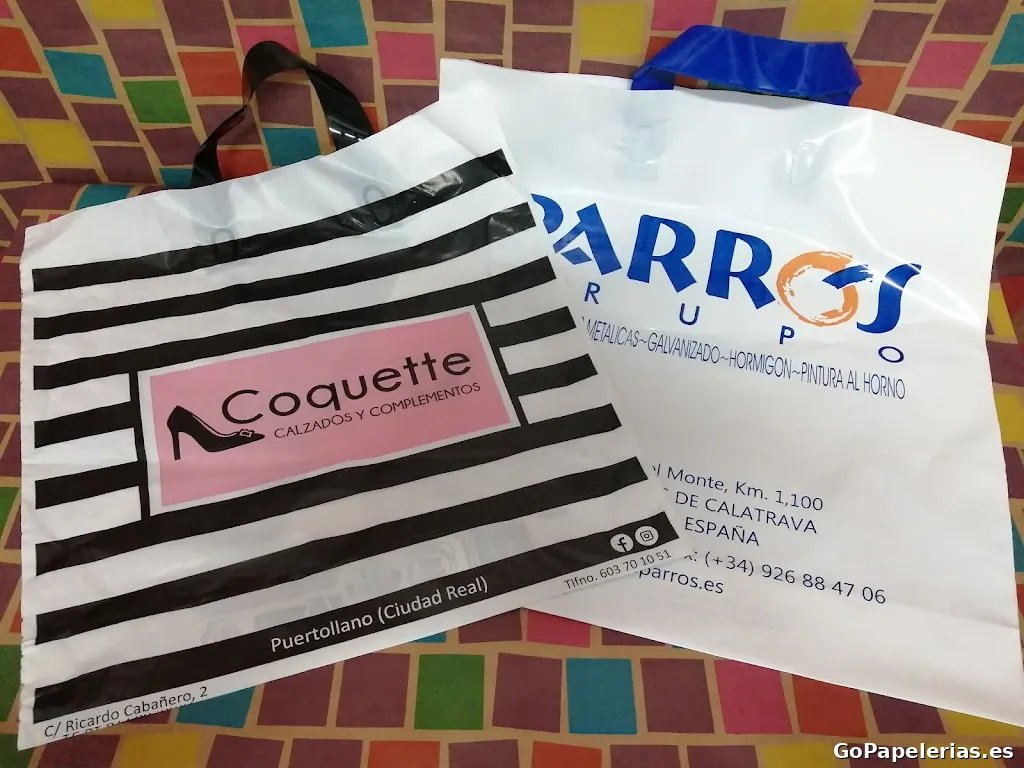 Coquette
CALZADOS Y COMPLEMENTOS
Tlfno. 603 70 10 51
Puertollano (Ciudad Real)
C/ Ricardo Cabañero, 2
PARROS
R U P O
METALICAS~GALVANIZADO~HORMIGON~PINTURA AL HORNO
Monte, Km. 1,100
DE CALATRAVA
ESPAÑA
(+34) 926 88 47 06
parros.es
GoPapelerias.es